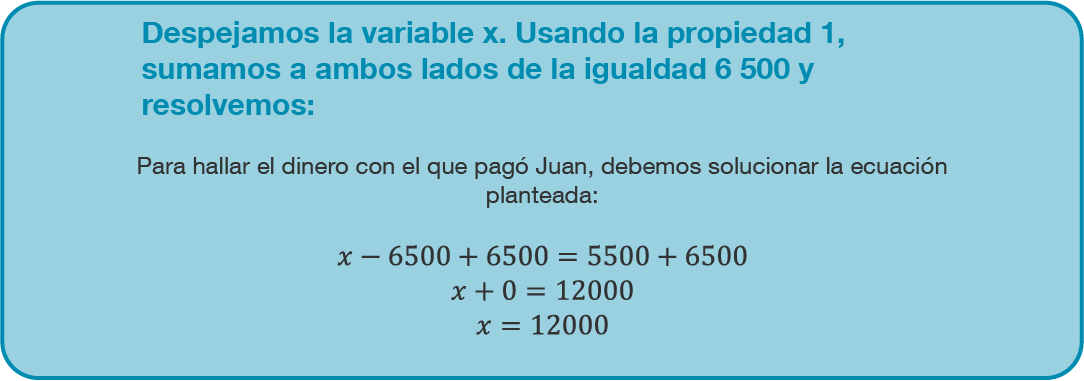 Despejamos la variable x. Usando la propiedad 1,
sumamos a ambos lados de la igualdad 6 500 y
resolvemos:
Para hallar el dinero con el que pagó Juan, debemos solucionar la ecuación
planteada:
x − 6500 + 6500 = 5500 + 6500
x + 0 = 12000
x = 12000